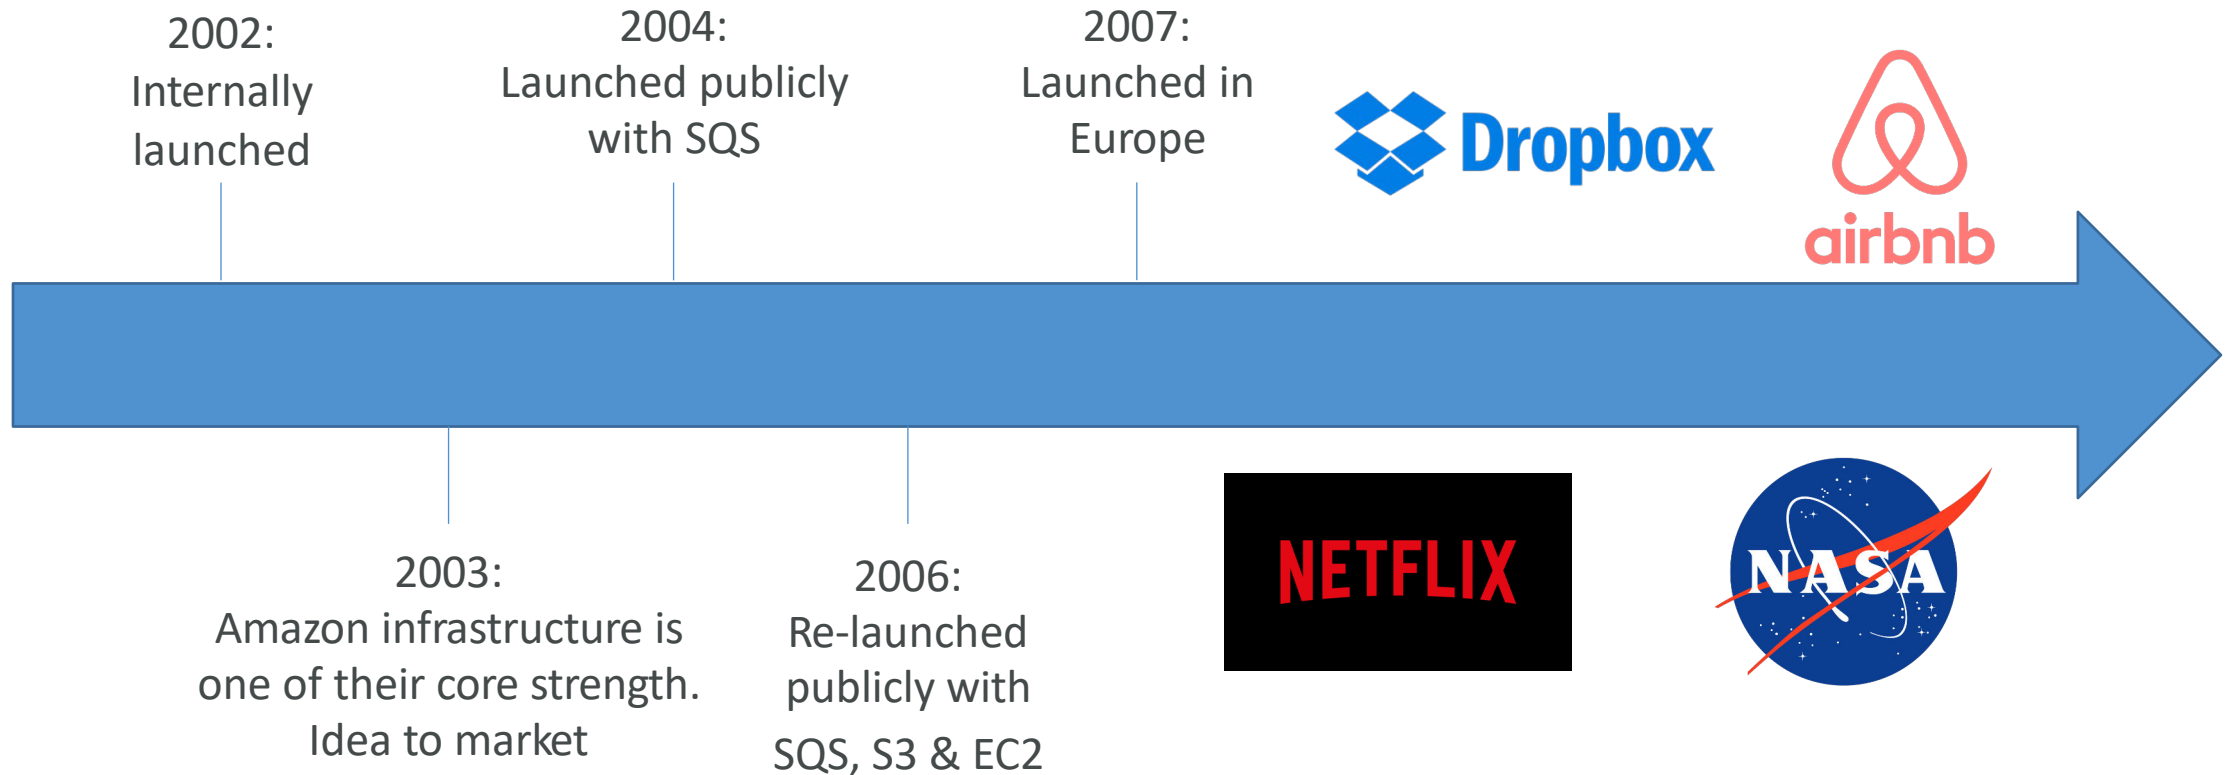 2002:
Internally
launched
2004:
Launched publicly
with SQS
2007:
Launched in
Europe
Dropbox
airbnb
2003:
Amazon infrastructure is
one of their core strength.
Idea to market
2006:
Re-launched
publicly with
SQS, S3 & EC2
NETFLIX
NASA